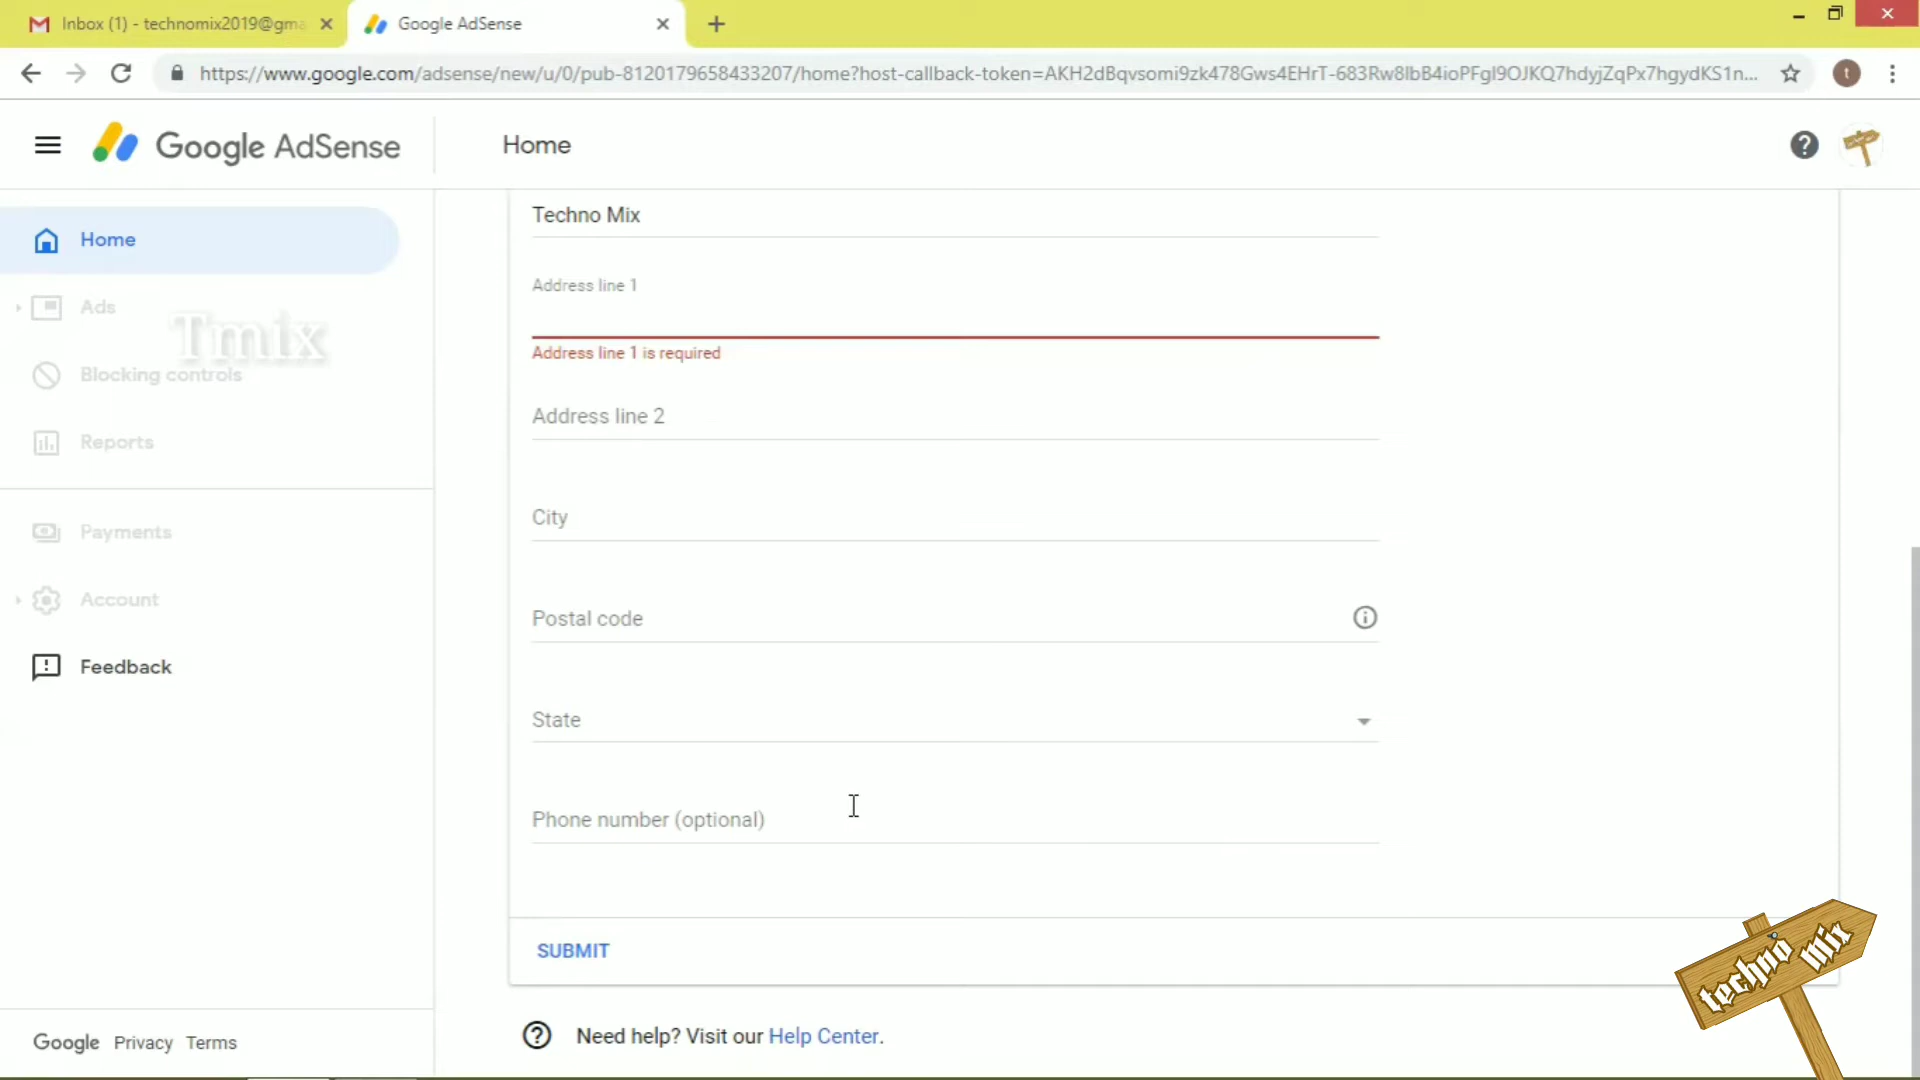 Inbox (1) - technomix2019@gma
Google AdSense
https://www.google.com/adsense/new/u/0/pub-8120179658433207/home?host-callback-token=AKH2dBqvsomi9zk478Gws4EHrT-683Rw8lbB4ioPFgl9OJKQ7hdyjZqPx7hgydKS1n...
t
Google AdSense
Home
Home
Ads
Tmix
Blocking controls
Reports
Payments
Account
Feedback
Techno Mix
Address line 1
Address line 1 is required
Address line 2
City
Postal code
State
Phone number (optional)
SUBMIT
techno mix
Need help? Visit our Help Center.
Google Privacy Terms